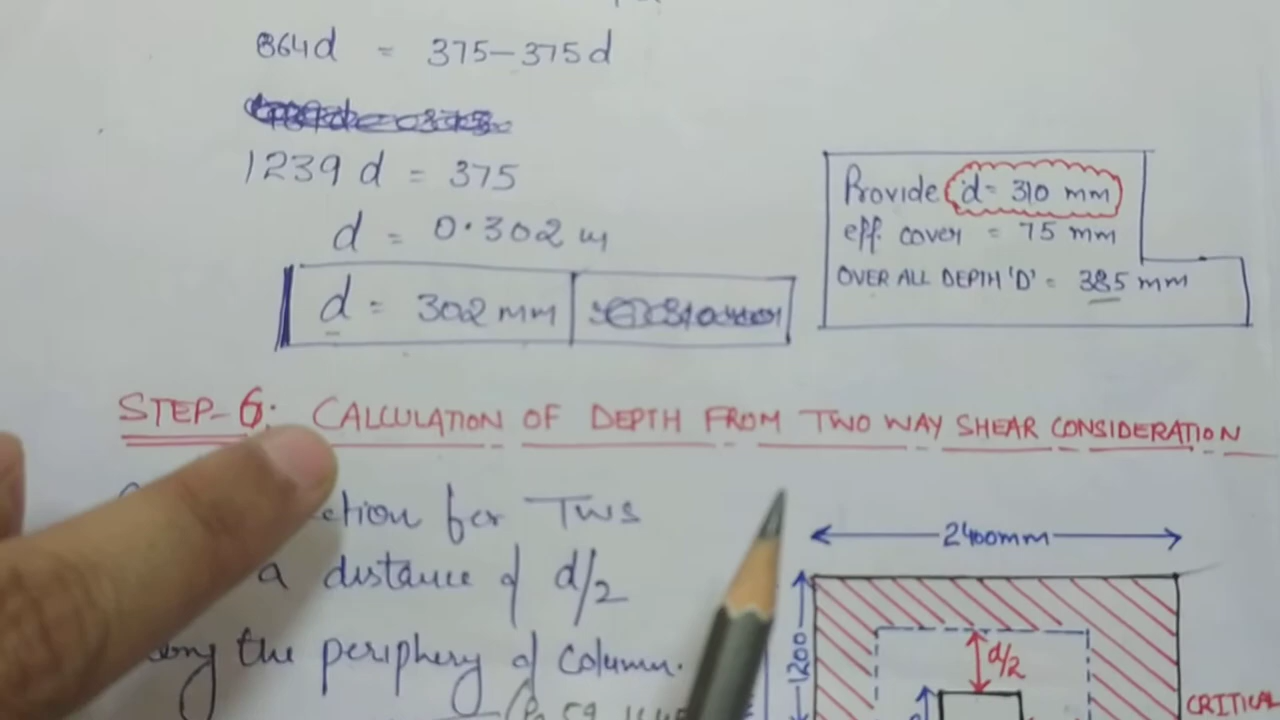 864d = 375-375d
1239 d = 375
d = 0.302 m
d = 302 mm
Provide d= 310 mm
eff. cover = 75 mm
OVER ALL DEPTH 'D' = 385 mm
STEP-6: CALCULATION OF DEPTH FROM TWO WAY SHEAR CONSIDERATION
for TWS
a distance of d/2
the periphery of column.
2400mm
d/2
1200
CRITICAL